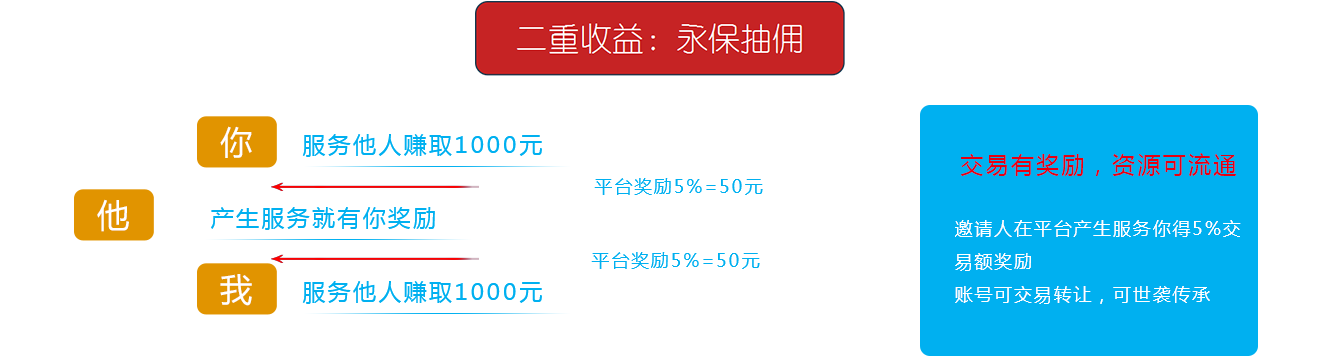 二重收益：永保抽佣
你
服务他人赚取1000元
平台奖励5%=50元
他
产生服务就有你奖励
平台奖励5%=50元
我
服务他人赚取1000元
交易有奖励，资源可流通
邀请人在平台产生服务你得5%交
易额奖励
账号可交易转让，可世袭传承